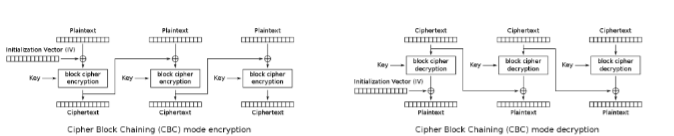 Plaintext Plaintext Plaintext
Initialization Vector (IV)
Key block cipher encryption Key block cipher encryption Key block cipher encryption
Ciphertext Ciphertext Ciphertext
Cipher Block Chaining (CBC) mode encryption
Ciphertext Ciphertext Ciphertext
Key block cipher decryption Key block cipher decryption Key block cipher decryption
Initialization Vector (IV)
Plaintext Plaintext Plaintext
Cipher Block Chaining (CBC) mode decryption